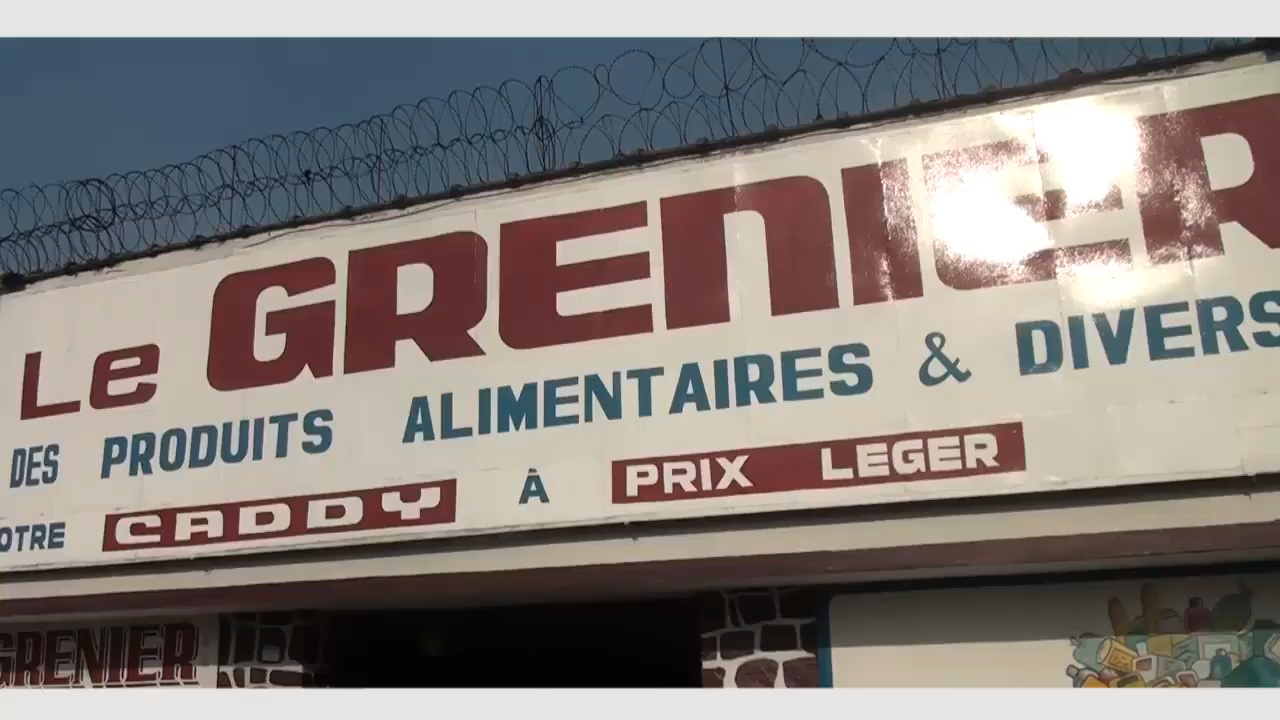 Le GRENIER
DES PRODUITS ALIMENTAIRES & DIVERS
OTRE CADDY À PRIX LEGER
GRENIER